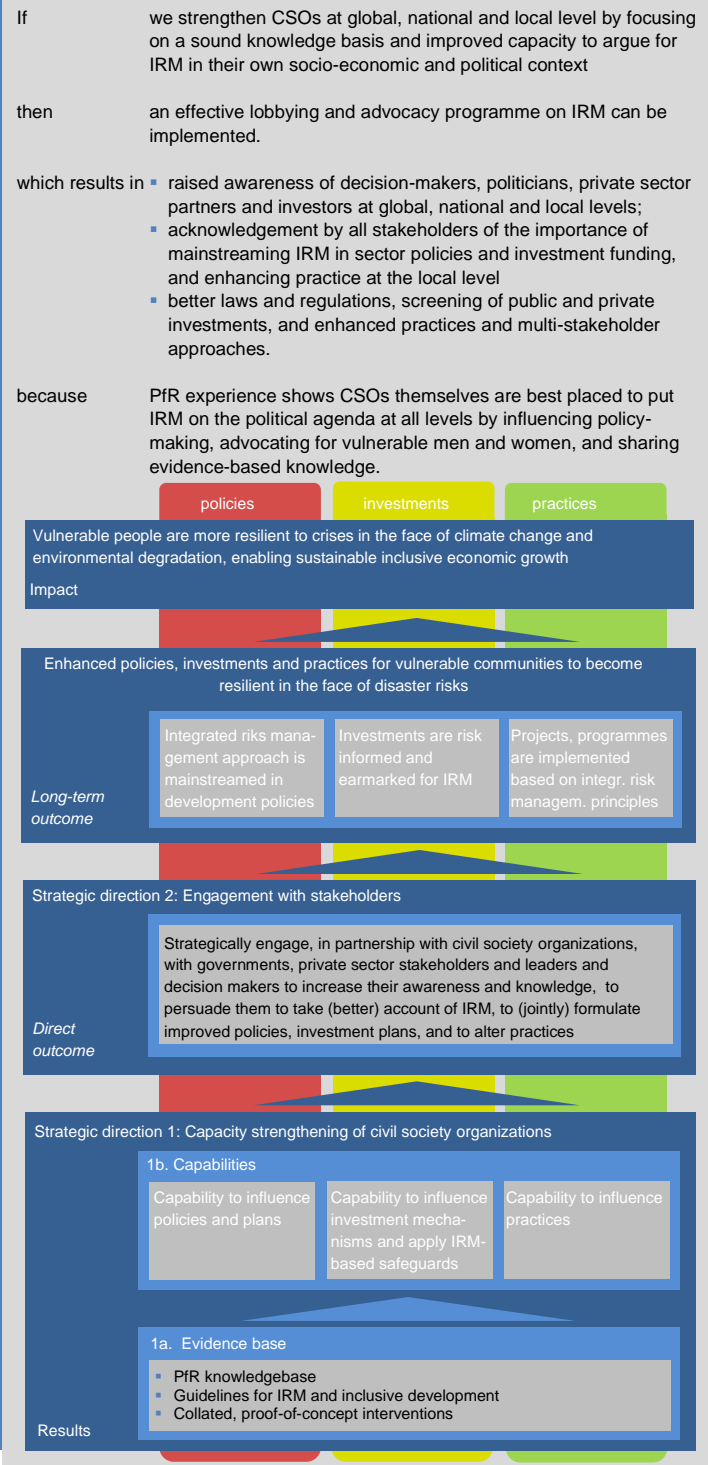 If we strengthen CSOs at global, national and local level by focusing
on a sound knowledge basis and improved capacity to argue for
IRM in their own socio-economic and political context
then an effective lobbying and advocacy programme on IRM can be
implemented.
which results in ▪ raised awareness of decision-makers, politicians, private sector
partners and investors at global, national and local levels;
▪ acknowledgement by all stakeholders of the importance of
mainstreaming IRM in sector policies and investment funding,
and enhancing practice at the local level
▪ better laws and regulations, screening of public and private
investments, and enhanced practices and multi-stakeholder
approaches.
because PfR experience shows CSOs themselves are best placed to put
IRM on the political agenda at all levels by influencing policy-
making, advocating for vulnerable men and women, and sharing
evidence-based knowledge.
policies investments practices
Vulnerable people are more resilient to crises in the face of climate change and
environmental degradation, enabling sustainable inclusive economic growth
Impact
Enhanced policies, investments and practices for vulnerable communities to become
resilient in the face of disaster risks
Integrated riks mana-
gement approach is
mainstreamed in
development policies
Investments are risk
informed and
earmarked for IRM
Projects, programmes
are implemented
based on integr. risk
managem. principles
Long-term
outcome
Strategic direction 2: Engagement with stakeholders
Strategically engage, in partnership with civil society organizations,
with governments, private sector stakeholders and leaders and
decision makers to increase their awareness and knowledge, to
persuade them to take (better) account of IRM, to (jointly) formulate
improved policies, investment plans, and to alter practices
Direct
outcome
Strategic direction 1: Capacity strengthening of civil society organizations
1b. Capabilities
Capability to influence
policies and plans
Capability to influence
investment mecha-
nisms and apply IRM-
based safeguards
Capability to influence
practices
1a. Evidence base
▪ PfR knowledgebase
▪ Guidelines for IRM and inclusive development
▪ Collated, proof-of-concept interventions
Results